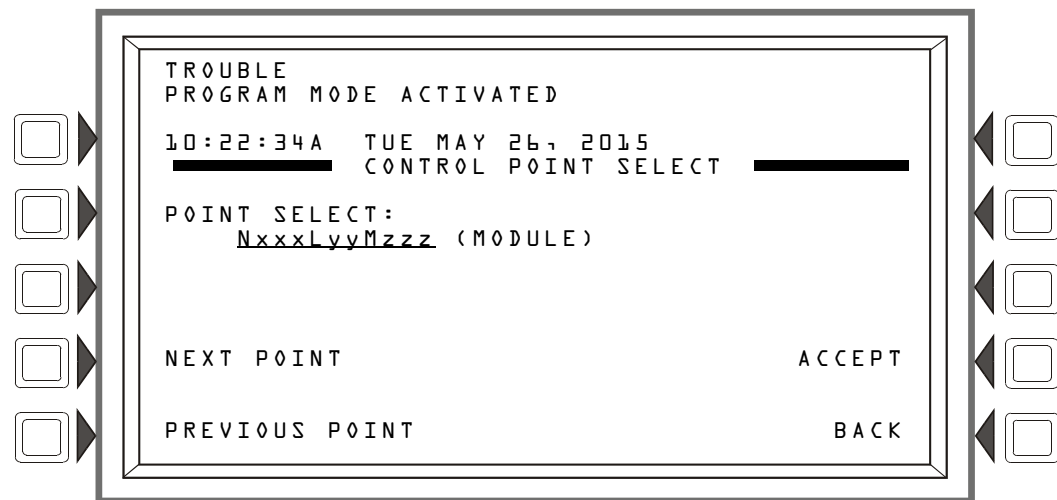 TROUBLE
PROGRAM MODE ACTIVATED
10:22:34A TUE MAY 26, 2015
CONTROL POINT SELECT
POINT SELECT:
NxxxLyyMzzz (MODULE)
NEXT POINT ACCEPT
PREVIOUS POINT BACK